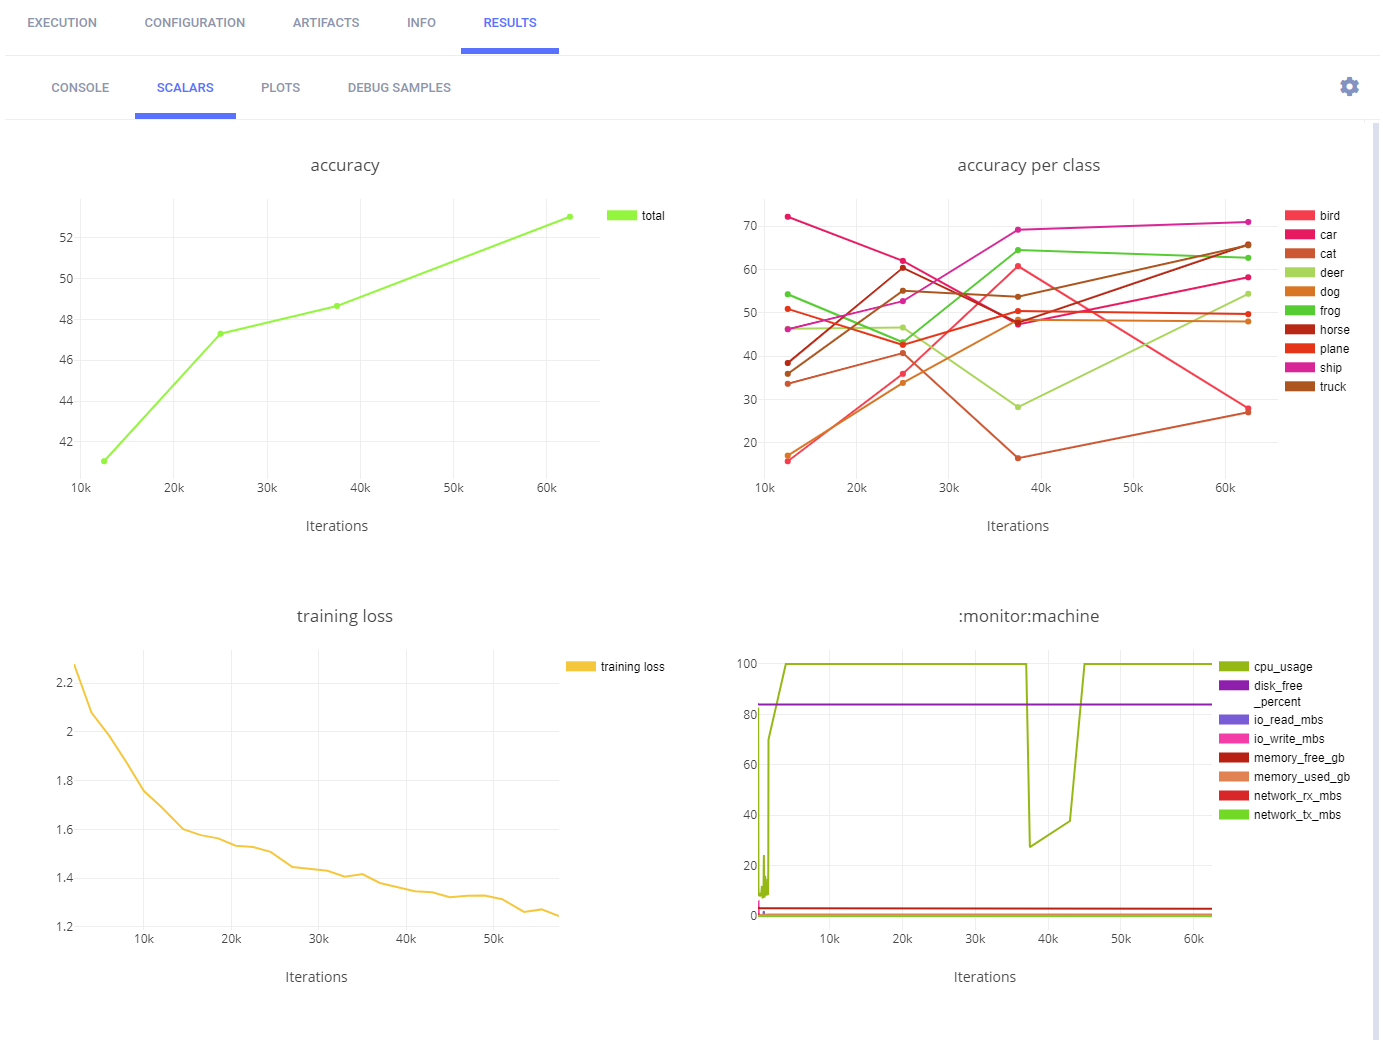 EXECUTION CONFIGURATION ARTIFACTS INFO RESULTS
CONSOLE SCALARS PLOTS DEBUG SAMPLES
accuracy
52
50
48
46
44
42
10k 20k 30k 40k 50k 60k
Iterations
total
accuracy per class
70
60
50
40
30
20
10k 20k 30k 40k 50k 60k
Iterations
bird
car
cat
deer
dog
frog
horse
plane
ship
truck
training loss
2.2
2
1.8
1.6
1.4
1.2
10k 20k 30k 40k 50k
Iterations
training loss
:monitor:machine
100
80
60
40
20
0
10k 20k 30k 40k 50k 60k
Iterations
cpu_usage
disk_free
_percent
io_read_mbs
io_write_mbs
memory_free_gb
memory_used_gb
network_rx_mbs
network_tx_mbs